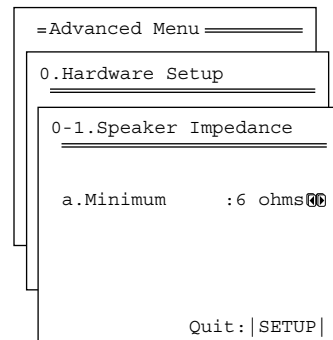 =Advanced Menu
0.Hardware Setup
0-1.Speaker Impedance
a.Minimum :6 ohms
Quit:|SETUP|